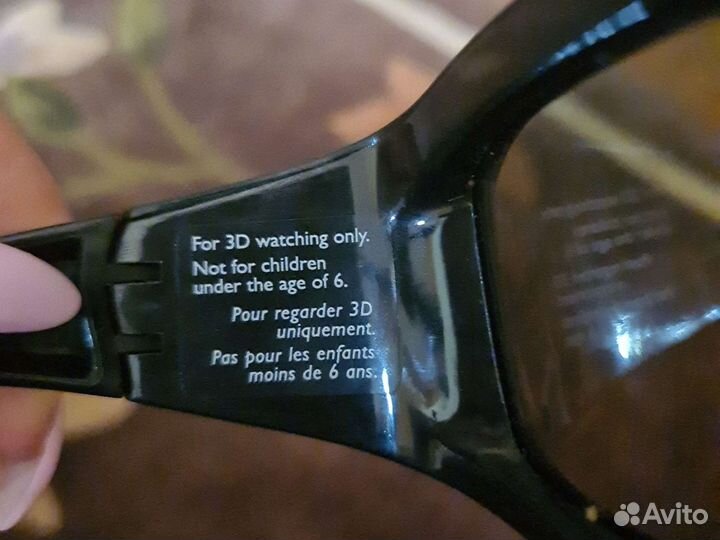 For 3D watching only.
Not for children
under the age of 6.
Pour regarder 3D
uniquement.
Pas pour les enfants
moins de 6 ans.
Avito